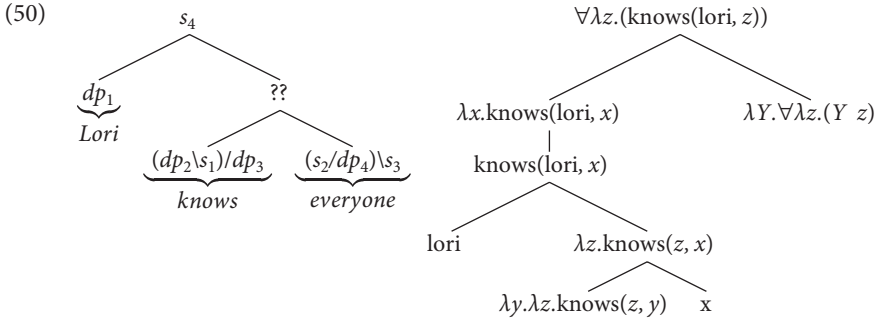 (50)
s₄ ∀λz.(knows(lori, z))
dp₁ ?? λx.knows(lori, x) λY.∀λz.(Y z)
Lori
(dp₂\s₁)/dp₃ (s₂/dp₄)\s₃ knows(lori, x)
knows everyone
lori λz.knows(z, x)
λy.λz.knows(z, y) x